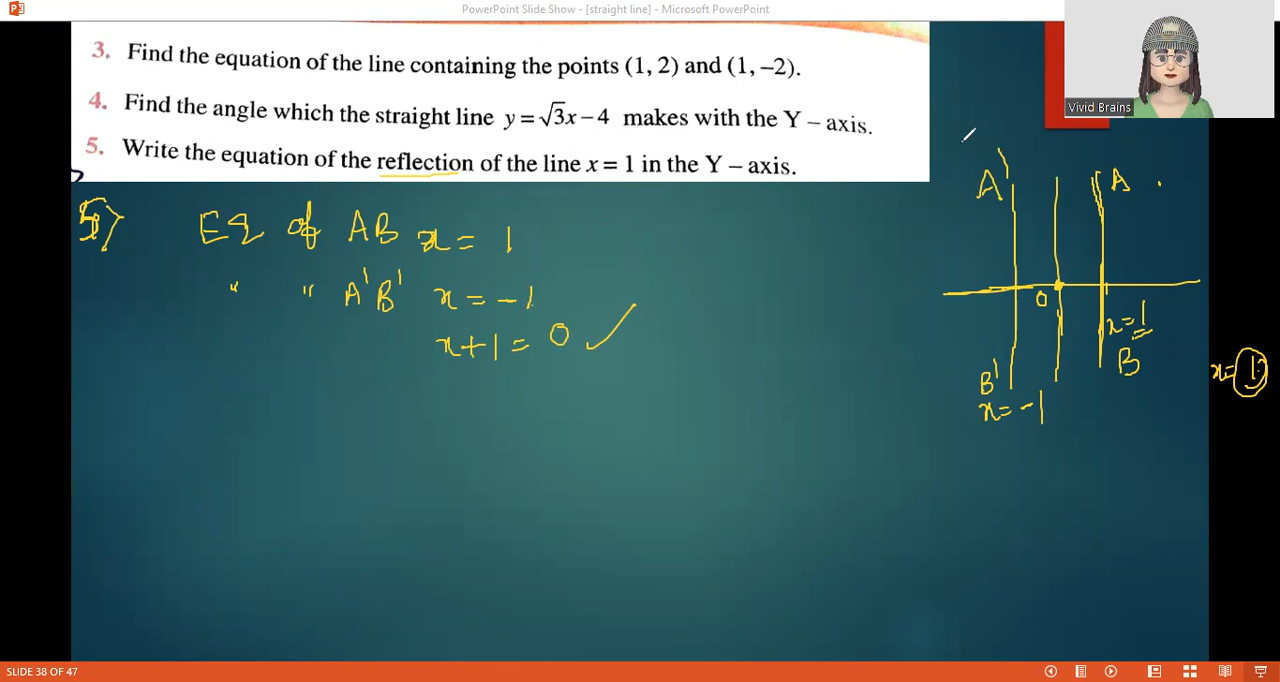 PowerPoint Slide Show - [straight line] - Microsoft PowerPoint
3. Find the equation of the line containing the points (1, 2) and (1, –2).
4. Find the angle which the straight line y = √3x – 4 makes with the Y – axis.
5. Write the equation of the reflection of the line x = 1 in the Y – axis.
Vivid Brains
5) Eq of AB x = 1
" " A'B' x = -1
x + 1 = 0 ✓
A' A
O
x = 1
B' B
x = -1
x = 1
SLIDE 38 OF 47